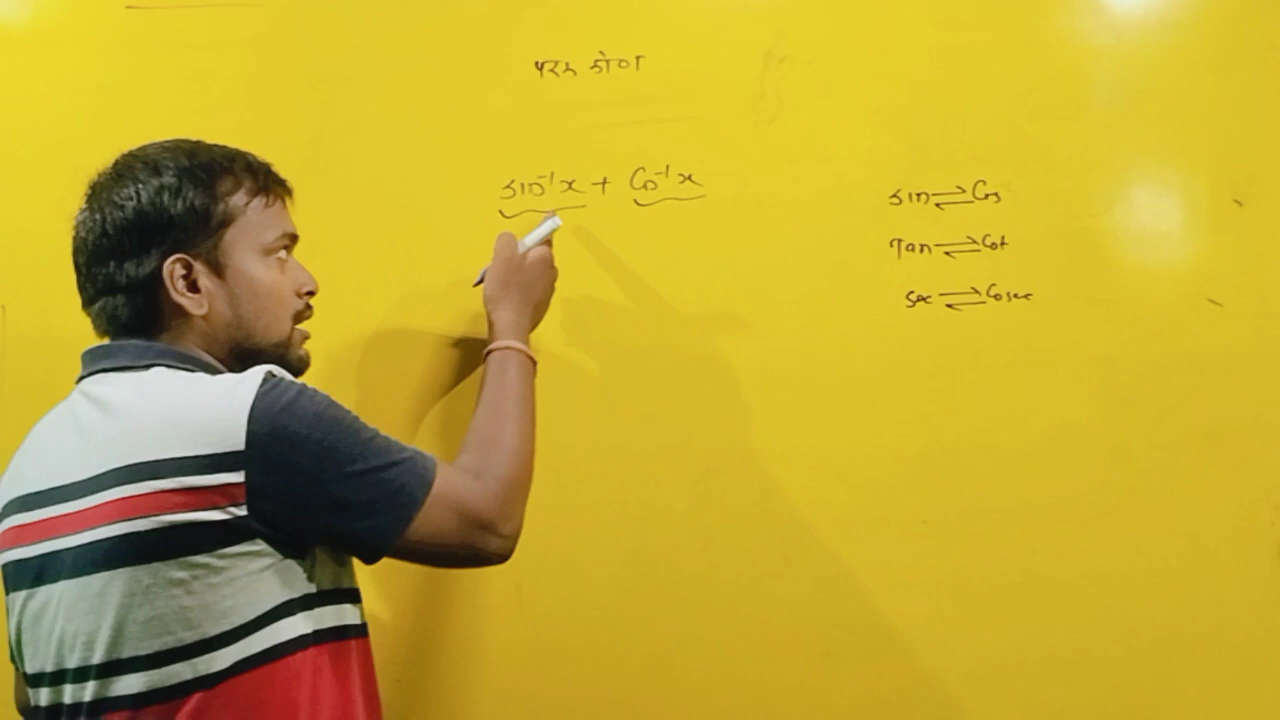 परम कोण
sin⁻¹x + Cos⁻¹x
sin ⇌ Cos
Tan ⇌ Cot
sec ⇌ Cosec